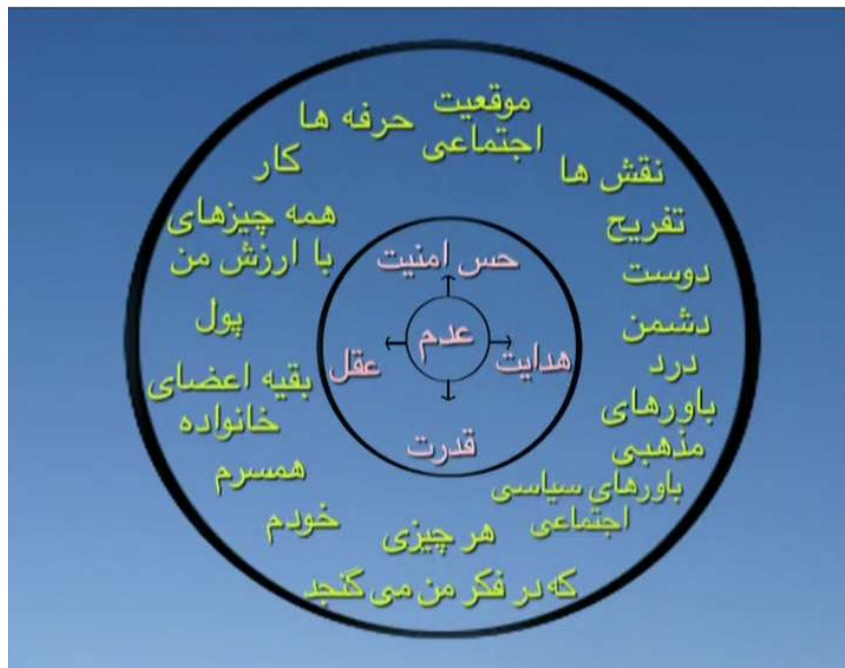 موقعیت
اجتماعی
حرفه ها
کار
همه چیزهای
با ارزش من
پول
بقیه اعضای
خانواده
همسرم
خودم
هر چیزی
که در فکر من می گنجد
نقش ها
تفریح
دوست
دشمن
درد
باورهای
مذهبی
باورهای سیاسی
اجتماعی
حس امنیت
هدایت
عدم
عقل
قدرت